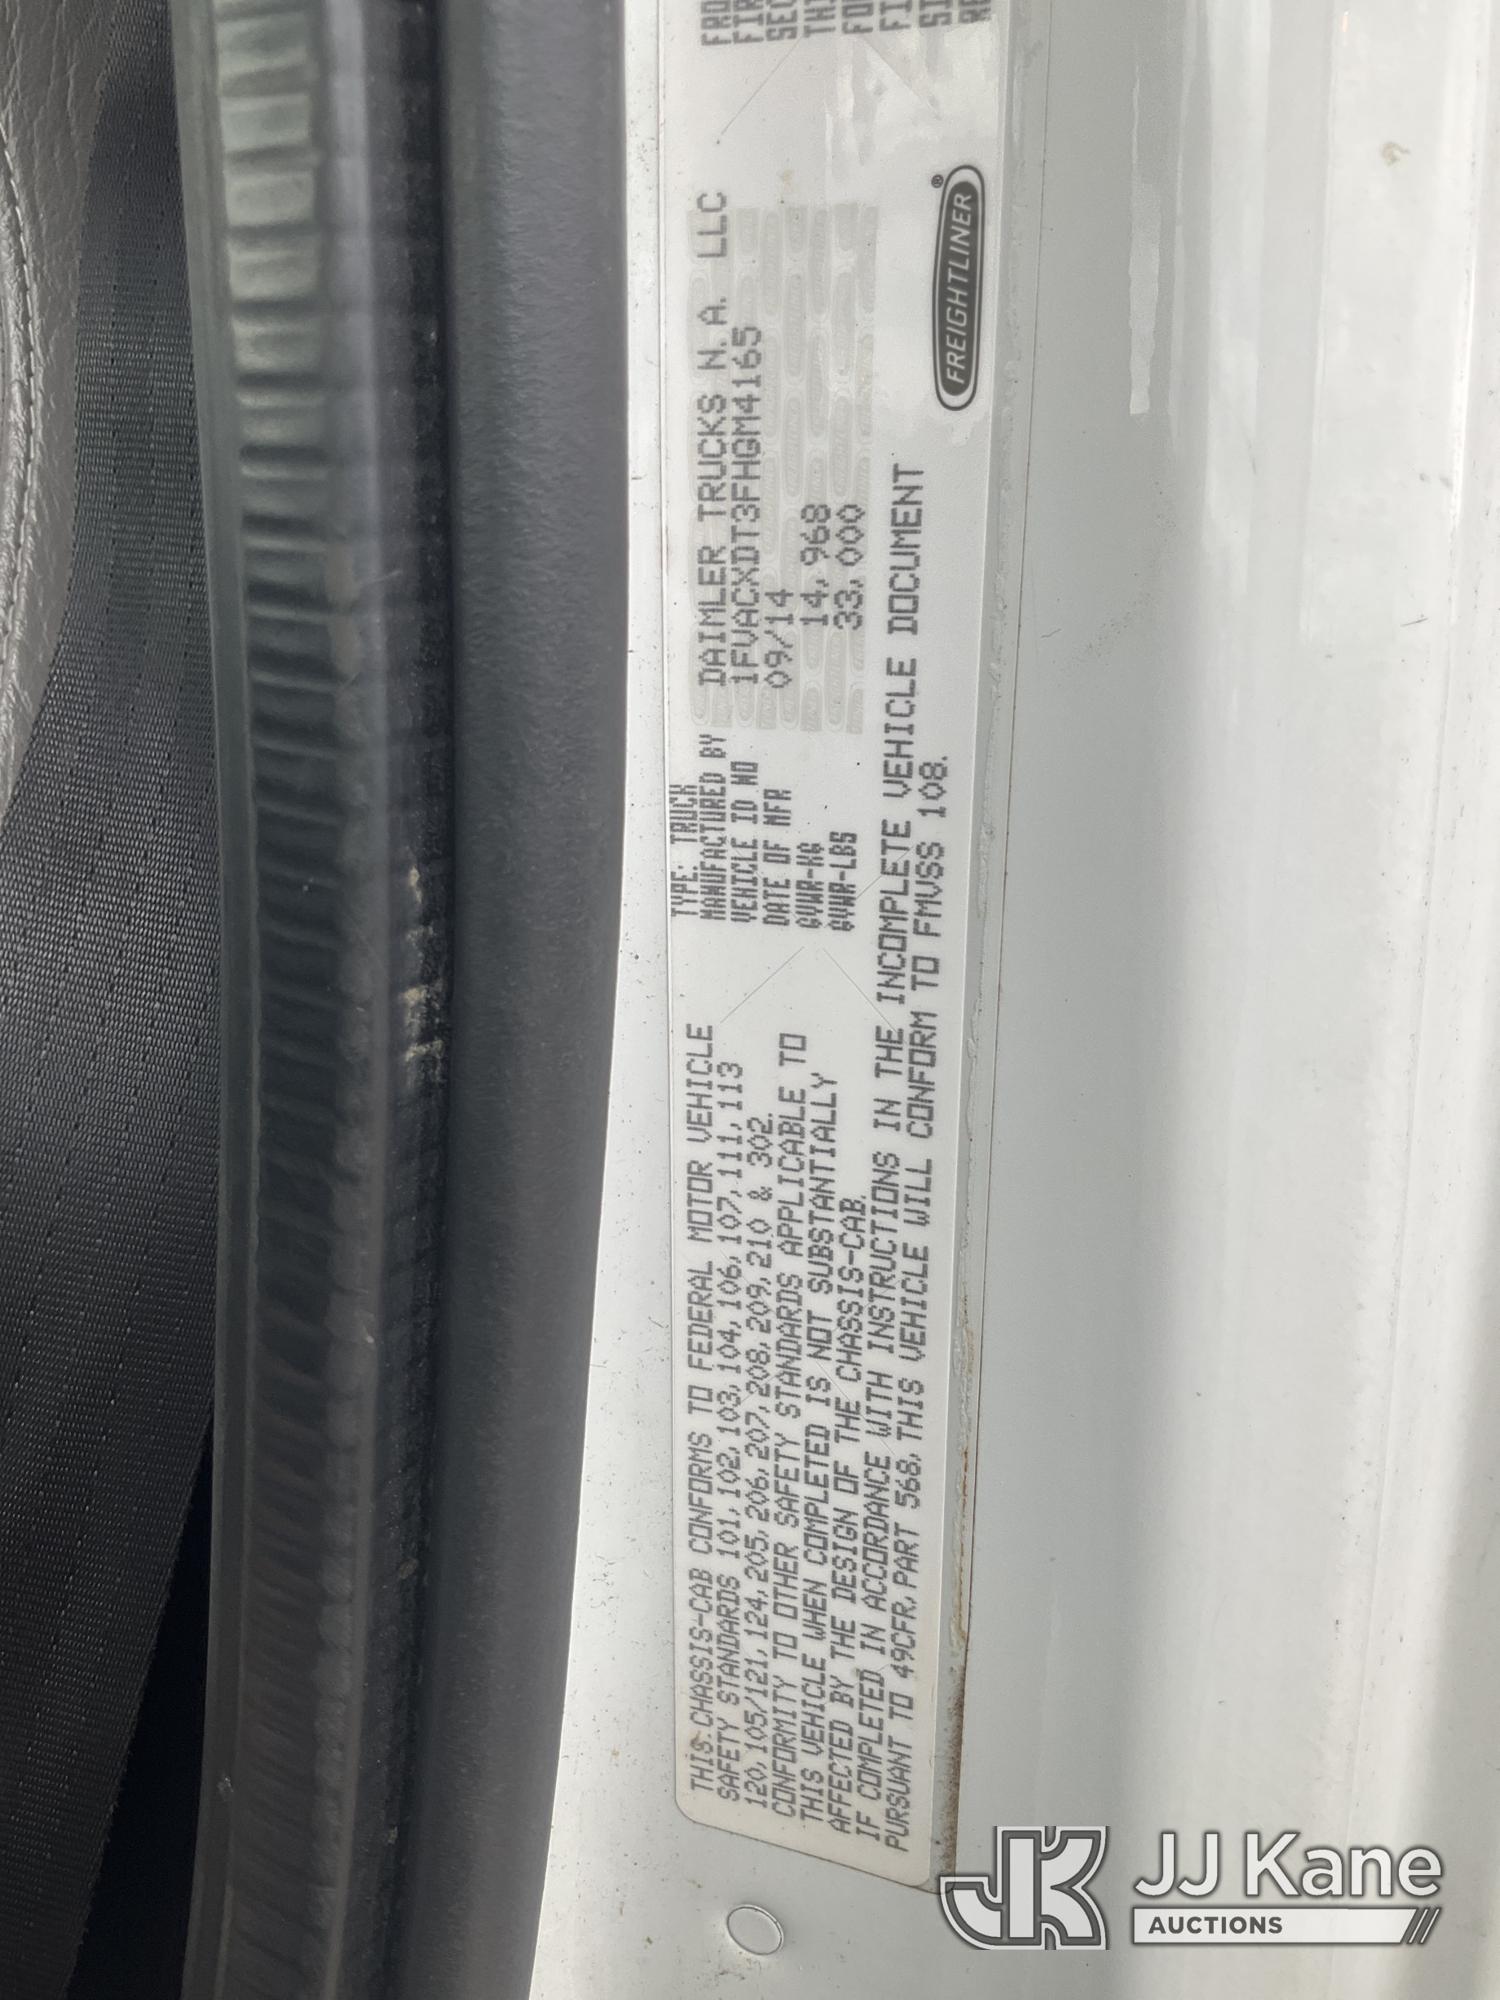 THIS CHASSIS-CAB CONFORMS TO FEDERAL MOTOR VEHICLE
SAFETY STANDARDS 101, 102, 103, 104, 106, 107, 111, 113
120, 105/121, 124, 205, 206, 207, 208, 209, 210 & 302.
CONFORMITY TO OTHER SAFETY STANDARDS APPLICABLE TO
THIS VEHICLE WHEN COMPLETED IS NOT SUBSTANTIALLY
AFFECTED BY THE DESIGN OF THE CHASSIS-CAB.
IF COMPLETED IN ACCORDANCE WITH INSTRUCTIONS IN THE INCOMPLETE VEHICLE DOCUMENT
PURSUANT TO 49CFR, PART 568, THIS VEHICLE WILL CONFORM TO FMVSS 108.
TYPE: TRUCK
MANUFACTURED BY DAIMLER TRUCKS N.A. LLC
VEHICLE ID NO 1FVACXDT3FHGM4165
DATE OF MFR 09/14
GVWR-KG 14,968
GVWR-LBS 33,000
FREIGHTLINER®
JK JJ Kane
AUCTIONS